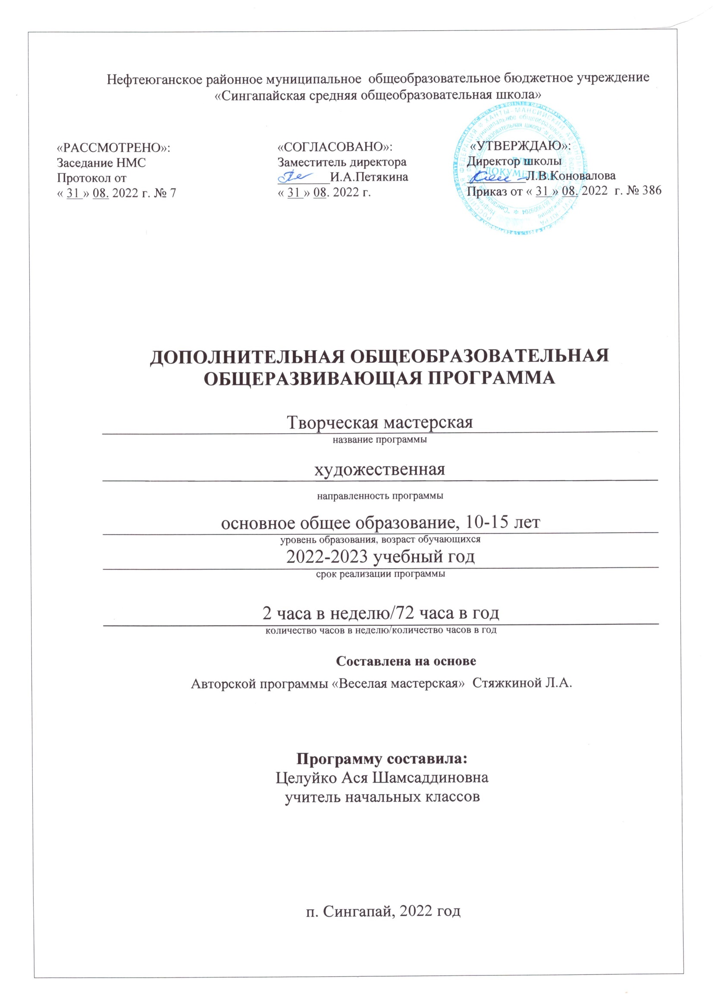 Нефтеюганское районное муниципальное общеобразовательное бюджетное учреждение
«Сингапайская средняя общеобразовательная школа»
«РАССМОТРЕНО»:
Заседание НМС
Протокол от
« 31 » 08. 2022 г. № 7
«СОГЛАСОВАНО»:
Заместитель директора
________И.А.Петякина
« 31 » 08. 2022 г.
«УТВЕРЖДАЮ»:
Директор школы
_________Л.В.Коновалова
Приказ от « 31 » 08. 2022 г. № 386
ДЛЯ
ДОКУМЕНТОВ
ДОПОЛНИТЕЛЬНАЯ ОБЩЕОБРАЗОВАТЕЛЬНАЯ
ОБЩЕРАЗВИВАЮЩАЯ ПРОГРАММА
Творческая мастерская
название программы
художественная
направленность программы
основное общее образование, 10-15 лет
уровень образования, возраст обучающихся
2022-2023 учебный год
срок реализации программы
2 часа в неделю/72 часа в год
количество часов в неделю/количество часов в год
Составлена на основе
Авторской программы «Веселая мастерская» Стяжкиной Л.А.
Программу составила:
Целуйко Ася Шамсаддиновна
учитель начальных классов
п. Сингапай, 2022 год